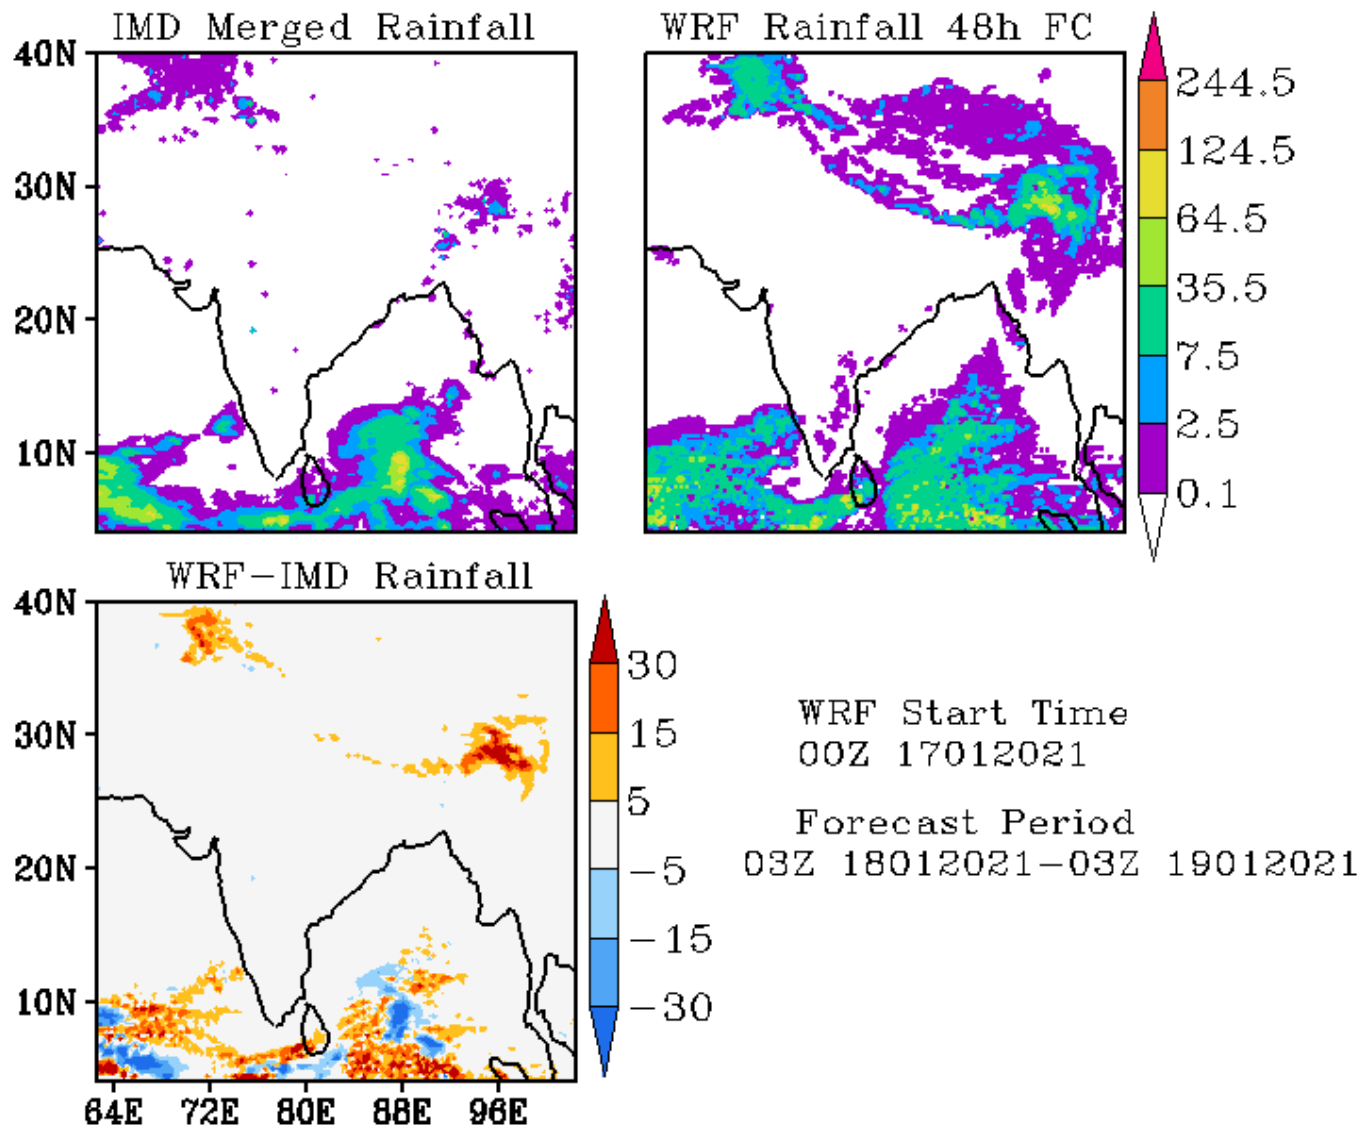 IMD Merged Rainfall
WRF Rainfall 48h FC
40N
30N
20N
10N
244.5
124.5
64.5
35.5
7.5
2.5
0.1
WRF-IMD Rainfall
40N
30N
20N
10N
64E 72E 80E 88E 96E
30
15
5
-5
-15
-30
WRF Start Time
00Z 17012021
Forecast Period
03Z 18012021-03Z 19012021